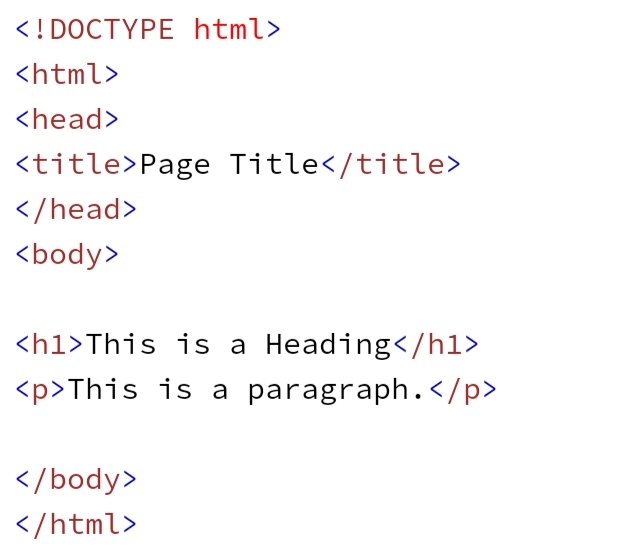 <!DOCTYPE html>
<html>
<head>
<title>Page Title</title>
</head>
<body>

<h1>This is a Heading</h1>
<p>This is a paragraph.</p>

</body>
</html>